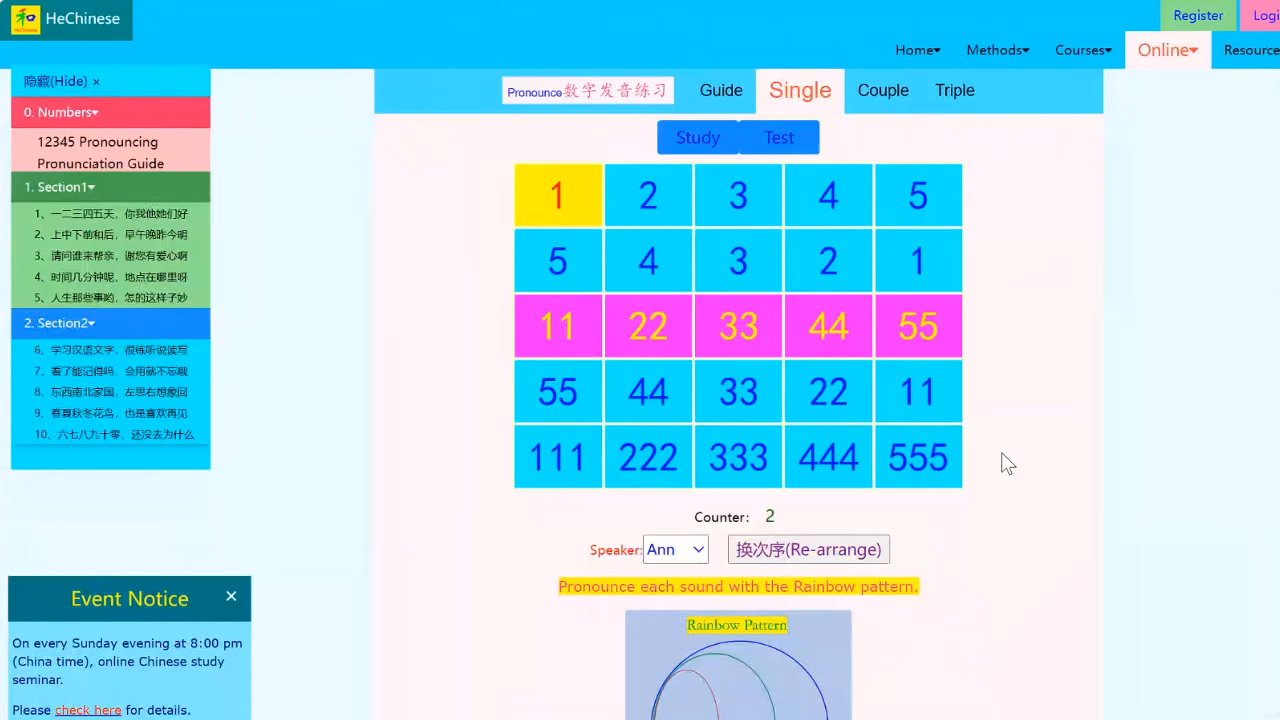 HeChinese
Register
Logi
Home Methods Courses Online Resource
隐藏(Hide) ×
0. Numbers
12345 Pronouncing
Pronunciation Guide
1. Section1
1、一二三四五天，你我他她们好
2、上中下前和后，早午晚昨今明
3、请问谁来帮亲，谢您有爱心啊
4、时间几分钟呢，地点在哪里呀
5、人生那些事哟，怎的这样子妙
2. Section2
6、学习汉语文字，很练听说读写
7、看了能记得吗，会用就不忘哦
8、东西南北家国，左思右想象回
9、春夏秋冬花鸟，也是喜欢再见
10、六七八九十零，还没去为什么
Pronounce数字发音练习 Guide Single Couple Triple
Study Test
1 2 3 4 5
5 4 3 2 1
11 22 33 44 55
55 44 33 22 11
111 222 333 444 555
Counter: 2
Speaker: Ann 换次序(Re-arrange)
Pronounce each sound with the Rainbow pattern.
Rainbow Pattern
Event Notice ×
On every Sunday evening at 8:00 pm
(China time), online Chinese study
seminar.
Please check here for details.